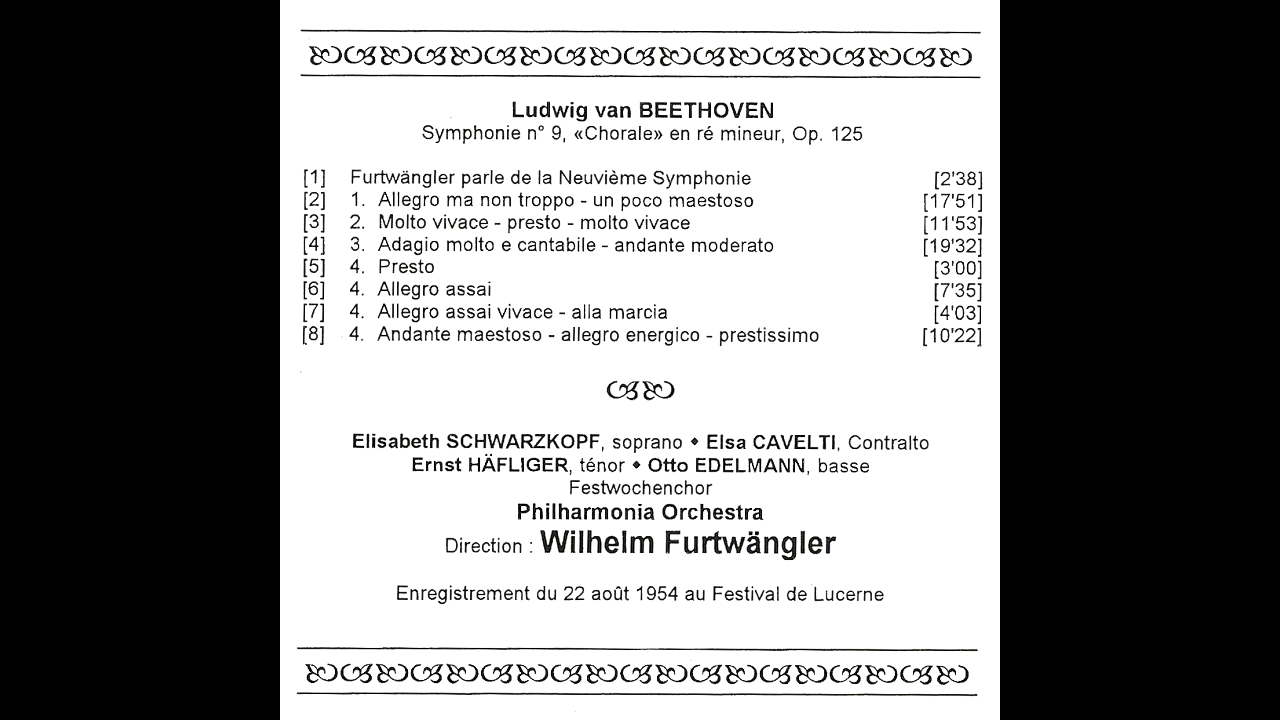 Ludwig van BEETHOVEN
Symphonie n° 9, «Chorale» en ré mineur, Op. 125
[1] Furtwängler parle de la Neuvième Symphonie [2'38]
[2] 1. Allegro ma non troppo - un poco maestoso [17'51]
[3] 2. Molto vivace - presto - molto vivace [11'53]
[4] 3. Adagio molto e cantabile - andante moderato [19'32]
[5] 4. Presto [3'00]
[6] 4. Allegro assai [7'35]
[7] 4. Allegro assai vivace - alla marcia [4'03]
[8] 4. Andante maestoso - allegro energico - prestissimo [10'22]
Elisabeth SCHWARZKOPF, soprano ◆ Elsa CAVELTI, Contralto
Ernst HÄFLIGER, ténor ◆ Otto EDELMANN, basse
Festwochenchor
Philharmonia Orchestra
Direction : Wilhelm Furtwängler
Enregistrement du 22 août 1954 au Festival de Lucerne